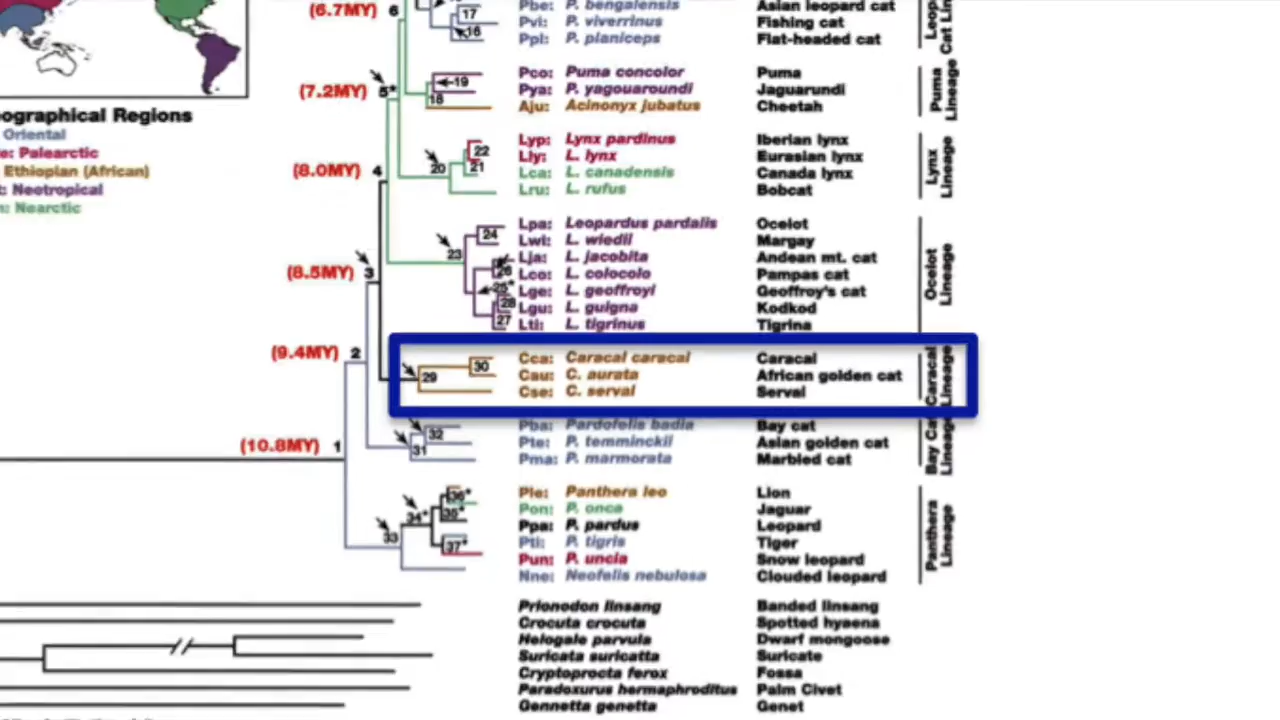 (6.7MY) 6
Pbe: P. bengalensis Asian leopard cat
17 Pvi: P. viverrinus Fishing cat
16 Ppl: P. planiceps Flat-headed cat
Cat
Pco: Puma concolor Puma
19
(7.2MY) 5* Pya: P. yagouaroundi Jaguarundi
18 Aju: Acinonyx jubatus Cheetah
Puma Lineage
ographical Regions
Oriental
Palearctic
Ethiopian (African)
Neotropical
Nearctic
Lyp: Lynx pardinus Iberian lynx
22 Lly: L. lynx Eurasian lynx
(8.0MY) 4 20 21 Lca: L. canadensis Canada lynx
Lru: L. rufus Bobcat
Lynx Lineage
Lpa: Leopardus pardalis Ocelot
24 Lwi: L. wiedii Margay
23 Lja: L. jacobita Andean mt. cat
(8.5MY) 3 26 Lco: L. colocolo Pampas cat
25* Lge: L. geoffroyi Geoffroy's cat
28 Lgu: L. guigna Kodkod
27 Lti: L. tigrinus Tigrina
Ocelot Lineage
(9.4MY) 2 Cca: Caracal caracal Caracal
30
29 Cau: C. aurata African golden cat
Cse: C. serval Serval
Caracal Lineage
Pba: Pardofelis badia Bay cat
32
(10.8MY) 1 31 Pte: P. temminckii Asian golden cat
Pma: P. marmorata Marbled cat
Bay Cat Lineage
36* Ple: Panthera leo Lion
35* Pon: P. onca Jaguar
34* Ppa: P. pardus Leopard
33 37* Pti: P. tigris Tiger
Pun: P. uncia Snow leopard
Nne: Neofelis nebulosa Clouded leopard
Panthera Lineage
Prionodon linsang Banded linsang
Crocuta crocuta Spotted hyaena
Helogale parvula Dwarf mongoose
Suricata suricatta Suricate
Cryptoprocta ferox Fossa
Paradoxurus hermaphroditus Palm Civet
Gennetta genetta Genet